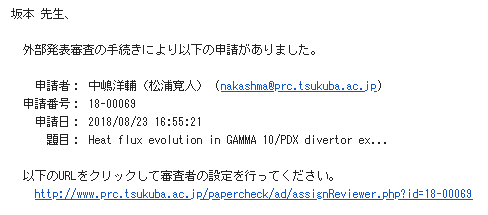 坂本 先生、
外部発表審査の手続きにより以下の申請がありました。
申請者： 中嶋洋輔（松浦寛人） (nakashma@prc.tsukuba.ac.jp)
申請番号： 18-00069
申請日： 2018/08/23 16:55:21
題目： Heat flux evolution in GAMMA 10/PDX divertor ex...
以下のURLをクリックして審査者の設定を行ってください。
http://www.prc.tsukuba.ac.jp/papercheck/ad/assignReviewer.php?id=18-00069